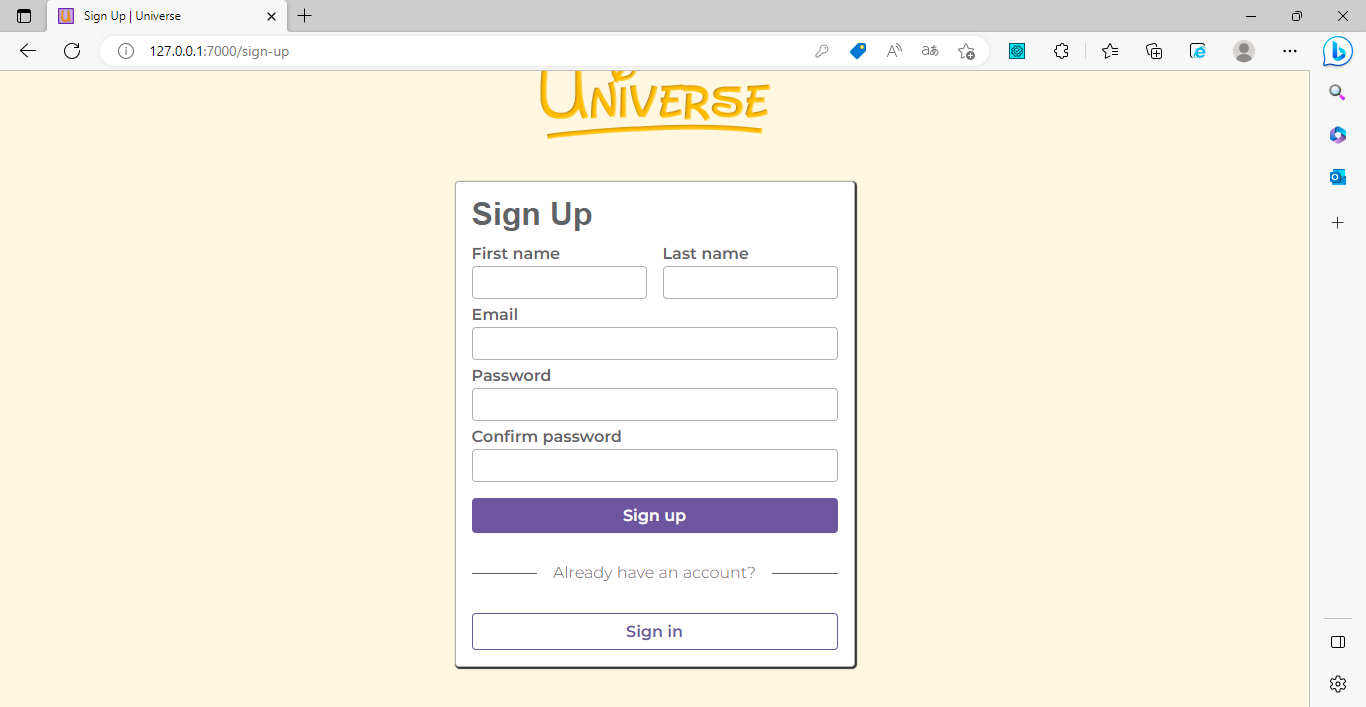 Sign Up | Universe
127.0.0.1:7000/sign-up
UNIVERSE
Sign Up
First name Last name
Email
Password
Confirm password
Sign up
Already have an account?
Sign in